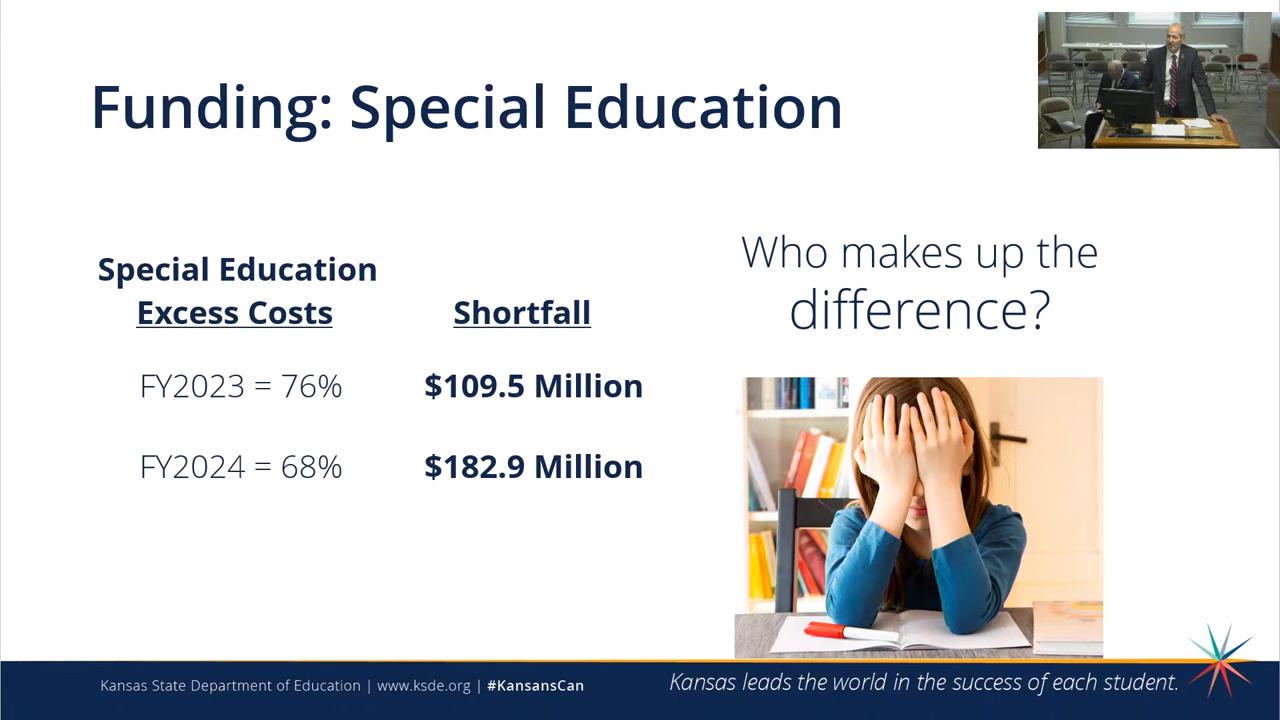 Funding: Special Education
Special Education
Excess Costs
Shortfall
FY2023 = 76%
$109.5 Million
FY2024 = 68%
$182.9 Million
Who makes up the
difference?
Kansas State Department of Education | www.ksde.org | #KansansCan
Kansas leads the world in the success of each student.